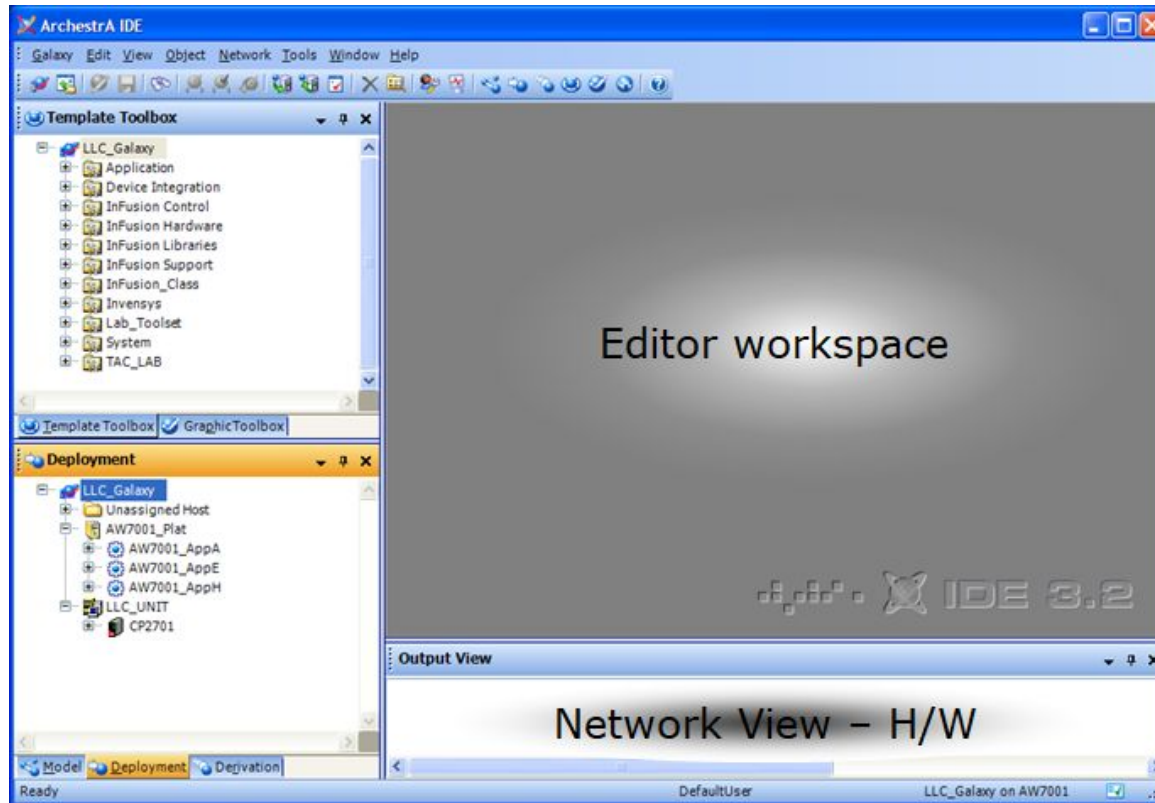 ArchestrA IDE
Galaxy Edit View Object Network Tools Window Help
Template Toolbox
LLC_Galaxy
Application
Device Integration
InFusion Control
InFusion Hardware
InFusion Libraries
InFusion Support
InFusion_Class
Invensys
Lab_Toolset
System
TAC_LAB
Template Toolbox GraphicToolbox
Deployment
LLC_Galaxy
Unassigned Host
AW7001_Plat
AW7001_AppA
AW7001_AppE
AW7001_AppH
LLC_UNIT
CP2701
Model Deployment Derivation
Editor workspace
IDE 3.2
Output View
Network View – H/W
Ready DefaultUser LLC_Galaxy on AW7001